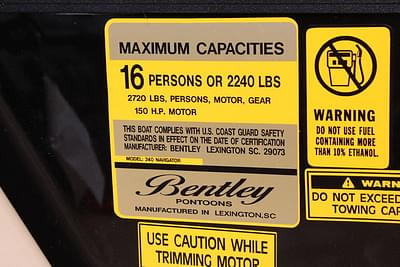 MAXIMUM CAPACITIES
16 PERSONS OR 2240 LBS
2720 LBS, PERSONS, MOTOR, GEAR
150 H.P. MOTOR
THIS BOAT COMPLIES WITH U.S. COAST GUARD SAFETY
STANDARDS IN EFFECT ON THE DATE OF CERTIFICATION
MANUFACTURER: BENTLEY LEXINGTON SC. 29073
MODEL: 240 NAVIGATOR
Bentley
PONTOONS
MANUFACTURED IN LEXINGTON,SC
WARNING
DO NOT USE FUEL
CONTAINING MORE
THAN 10% ETHANOL.
WARN
DO NOT EXCEED
TOWING CAP
USE CAUTION WHILE
TRIMMING MOTOR